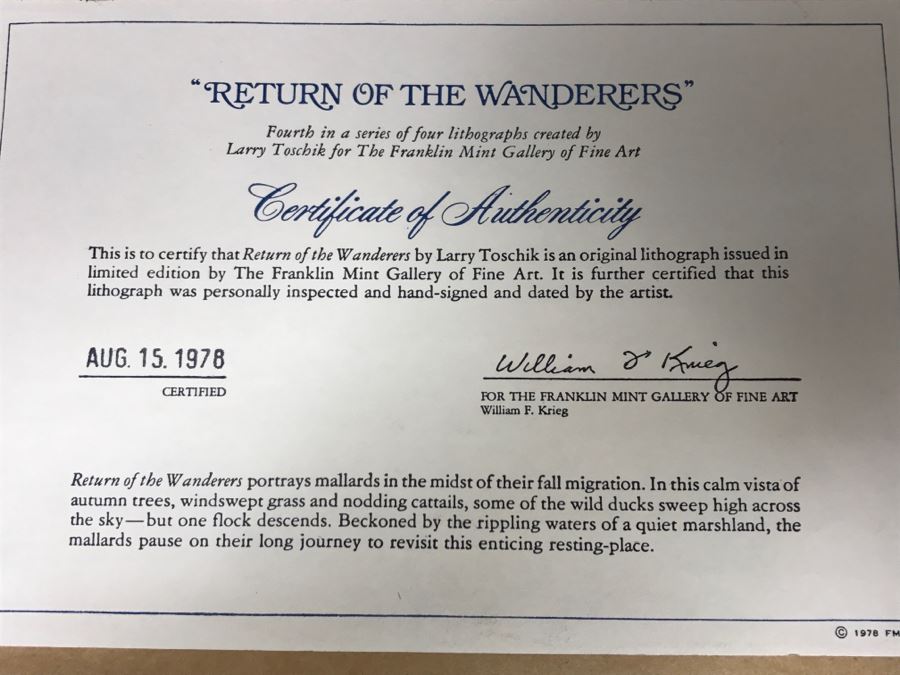 “RETURN OF THE WANDERERS”
Fourth in a series of four lithographs created by
Larry Toschik for The Franklin Mint Gallery of Fine Art
Certificate of Authenticity
This is to certify that Return of the Wanderers by Larry Toschik is an original lithograph issued in
limited edition by The Franklin Mint Gallery of Fine Art. It is further certified that this
lithograph was personally inspected and hand-signed and dated by the artist.
AUG. 15. 1978
CERTIFIED
William F Krieg
FOR THE FRANKLIN MINT GALLERY OF FINE ART
William F. Krieg
Return of the Wanderers portrays mallards in the midst of their fall migration. In this calm vista of
autumn trees, windswept grass and nodding cattails, some of the wild ducks sweep high across
the sky—but one flock descends. Beckoned by the rippling waters of a quiet marshland, the
mallards pause on their long journey to revisit this enticing resting-place.
© 1978 FM